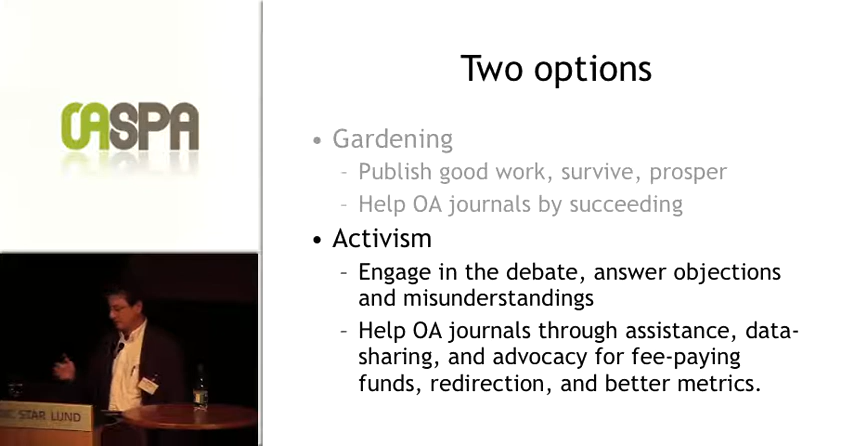 OASPA
Two options
• Gardening
- Publish good work, survive, prosper
- Help OA journals by succeeding
• Activism
- Engage in the debate, answer objections
and misunderstandings
- Help OA journals through assistance, data-
sharing, and advocacy for fee-paying
funds, redirection, and better metrics.
STAR LUND